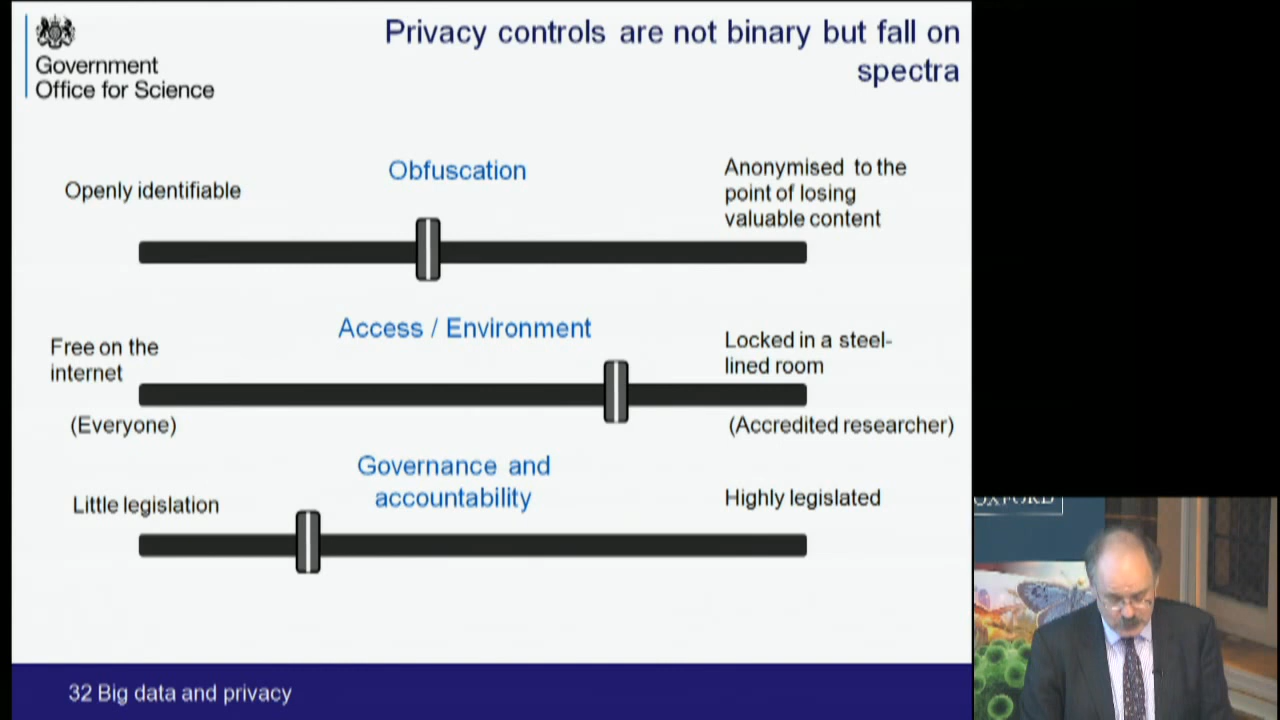 Government
Office for Science
Privacy controls are not binary but fall on
spectra
Obfuscation
Openly identifiable
Anonymised to the
point of losing
valuable content
Access / Environment
Free on the
internet
Locked in a steel-
lined room
(Everyone)
(Accredited researcher)
Governance and
accountability
Little legislation
Highly legislated
32 Big data and privacy
OXFORD